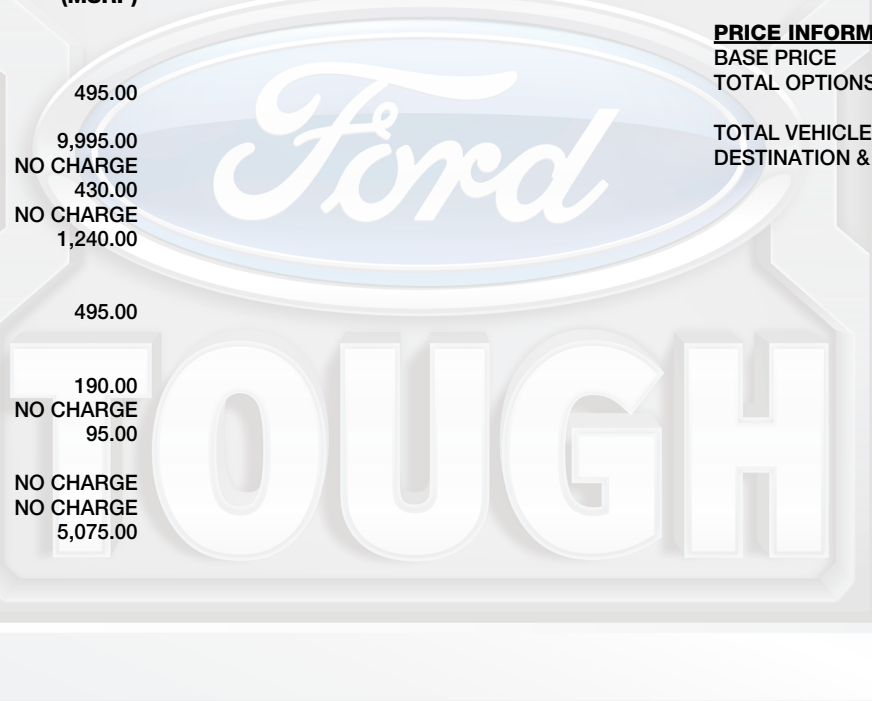 (MSRP)
495.00
9,995.00
NO CHARGE
430.00
NO CHARGE
1,240.00
495.00
190.00
NO CHARGE
95.00
NO CHARGE
NO CHARGE
5,075.00
PRICE INFORM
BASE PRICE
TOTAL OPTIONS
TOTAL VEHICLE
DESTINATION &
Ford
TOUGH